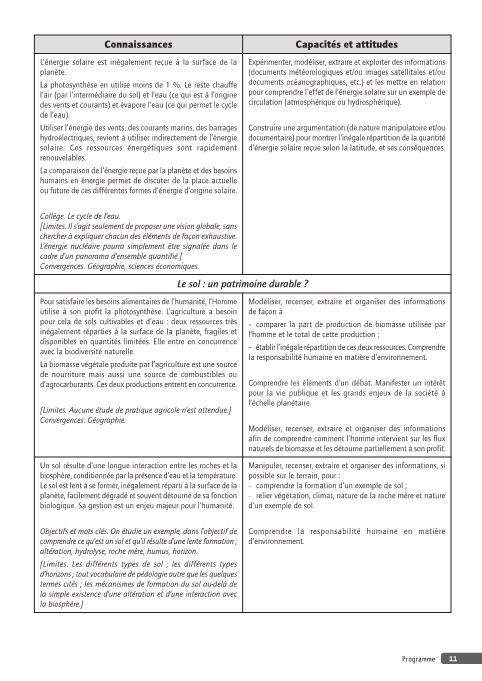 Connaissances
Capacités et attitudes
L'énergie solaire est inégalement reçue à la surface de la
planète.
La photosynthèse en utilise moins de 1 %. Le reste chauffe
l'air (par l'intermédiaire du sol) et l'eau (ce qui est à l'origine
des vents et courants) et évapore l'eau (ce qui permet le cycle
de l'eau).
Utiliser l'énergie des vents, des courants marins, des barrages
hydroélectriques, revient à utiliser indirectement de l'énergie
solaire. Ces ressources énergétiques sont rapidement
renouvelables.
La comparaison de l'énergie reçue par la planète et des besoins
humains en énergie permet de discuter de la place actuelle
ou future de ces différentes formes d'énergie d'origine solaire.
Collège. Le cycle de l'eau.
[Limites. Il s'agit seulement de proposer une vision globale, sans
chercher à expliquer chacun des éléments de façon exhaustive.
L'énergie nucléaire pourra simplement être signalée dans le
cadre d'un panorama d'ensemble quantifié.]
Convergences. Géographie, sciences économiques.
Expérimenter, modéliser, extraire et exploiter des informations
(documents météorologiques et/ou images satellitales et/ou
documents océanographiques, etc.) et les mettre en relation
pour comprendre l'effet de l'énergie solaire sur un exemple de
circulation (atmosphérique ou hydrosphérique).
Construire une argumentation (de nature manipulatoire et/ou
documentaire) pour montrer l'inégale répartition de la quantité
d'énergie solaire reçue selon la latitude, et ses conséquences.
Le sol : un patrimoine durable ?
Pour satisfaire les besoins alimentaires de l'humanité, l'Homme
utilise à son profit la photosynthèse. L'agriculture a besoin
pour cela de sols cultivables et d'eau : deux ressources très
inégalement réparties à la surface de la planète, fragiles et
disponibles en quantités limitées. Elle entre en concurrence
avec la biodiversité naturelle.
La biomasse végétale produite par l'agriculture est une source
de nourriture mais aussi une source de combustibles ou
d'agrocarburants. Ces deux productions entrent en concurrence.
[Limites. Aucune étude de pratique agricole n'est attendue.]
Convergences. Géographie.
Modéliser, recenser, extraire et organiser des informations
de façon à
– comparer la part de production de biomasse utilisée par
l'homme et le total de cette production ;
– établir l'inégale répartition de ces deux ressources. Comprendre
la responsabilité humaine en matière d'environnement.
Comprendre les éléments d'un débat. Manifester un intérêt
pour la vie publique et les grands enjeux de la société à
l'échelle planétaire.
Modéliser, recenser, extraire et organiser des informations
afin de comprendre comment l'homme intervient sur les flux
naturels de biomasse et les détourne partiellement à son profit.
Un sol résulte d'une longue interaction entre les roches et la
biosphère, conditionnée par la présence d'eau et la température.
Le sol est lent à se former, inégalement réparti à la surface de la
planète, facilement dégradé et souvent détourné de sa fonction
biologique. Sa gestion est un enjeu majeur pour l'humanité.
Objectifs et mots clés. On étudie un exemple, dans l'objectif de
comprendre ce qu'est un sol et qu'il résulte d'une lente formation ;
altération, hydrolyse, roche mère, humus, horizon.
[Limites. Les différents types de sol ; les différents types
d'horizons ; tout vocabulaire de pédologie autre que les quelques
termes cités ; les mécanismes de formation du sol au-delà de
la simple existence d'une altération et d'une interaction avec
la biosphère.]
Manipuler, recenser, extraire et organiser des informations, si
possible sur le terrain, pour :
– comprendre la formation d'un exemple de sol ;
– relier végétation, climat, nature de la roche mère et nature
d'un exemple de sol.
Comprendre la responsabilité humaine en matière
d'environnement.
Programme 11